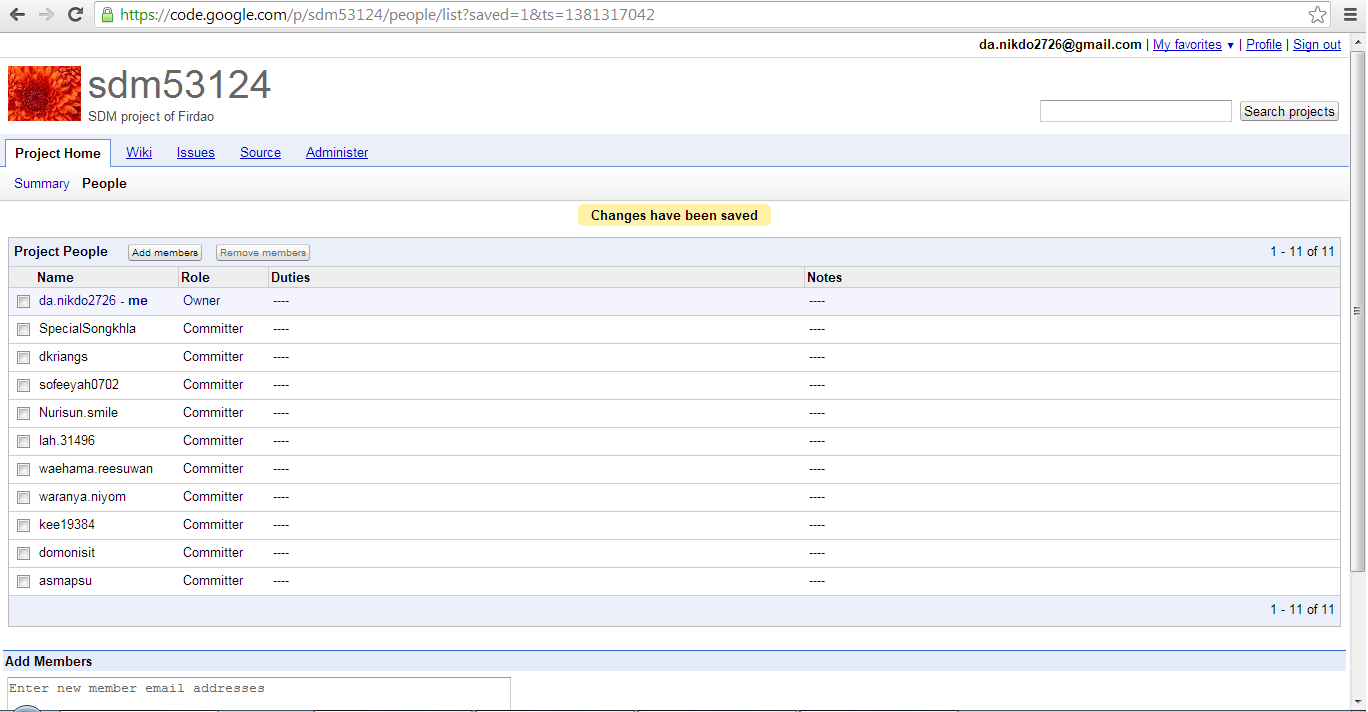 https://code.google.com/p/sdm53124/people/list?saved=1&ts=1381317042
da.nikdo2726@gmail.com | My favorites ▼ | Profile | Sign out
sdm53124
SDM project of Firdao
Search projects
Project Home Wiki Issues Source Administer
Summary People
Changes have been saved
Project People Add members Remove members 1 - 11 of 11
Name Role Duties Notes
da.nikdo2726 - me Owner ---- ----
SpecialSongkhla Committer ---- ----
dkriangs Committer ---- ----
sofeeyah0702 Committer ---- ----
Nurisun.smile Committer ---- ----
lah.31496 Committer ---- ----
waehama.reesuwan Committer ---- ----
waranya.niyom Committer ---- ----
kee19384 Committer ---- ----
domonisit Committer ---- ----
asmapsu Committer ---- ----
1 - 11 of 11
Add Members
Enter new member email addresses